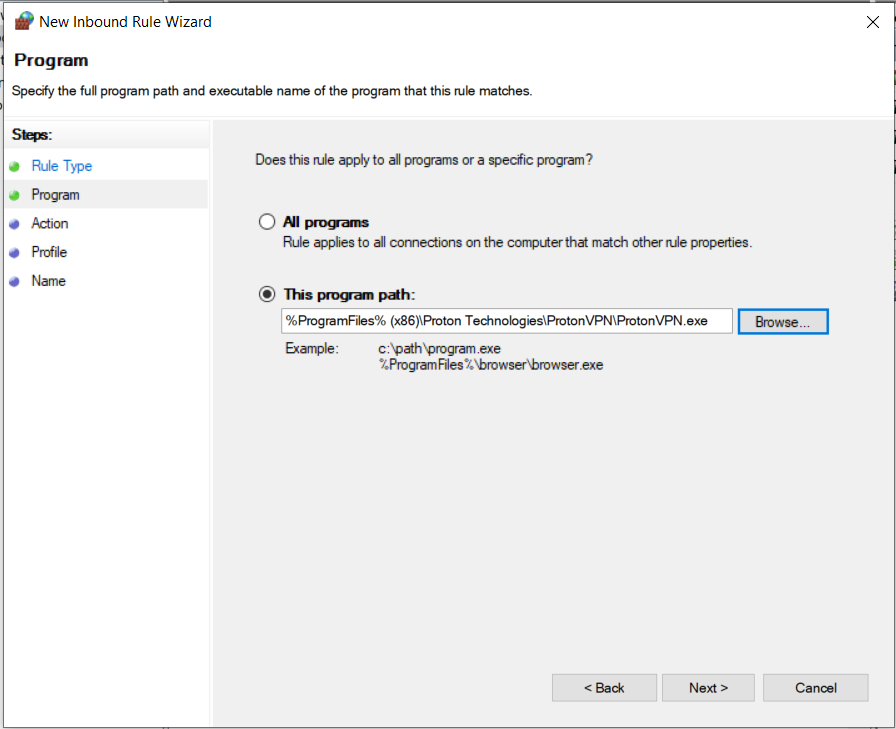 New Inbound Rule Wizard
Program
Specify the full program path and executable name of the program that this rule matches.
Steps:
Rule Type
Program
Action
Profile
Name
Does this rule apply to all programs or a specific program?
All programs
Rule applies to all connections on the computer that match other rule properties.
This program path:
%ProgramFiles% (x86)\Proton Technologies\ProtonVPN\ProtonVPN.exe
Browse...
Example: c:\path\program.exe
%ProgramFiles%\browser\browser.exe
< Back Next > Cancel